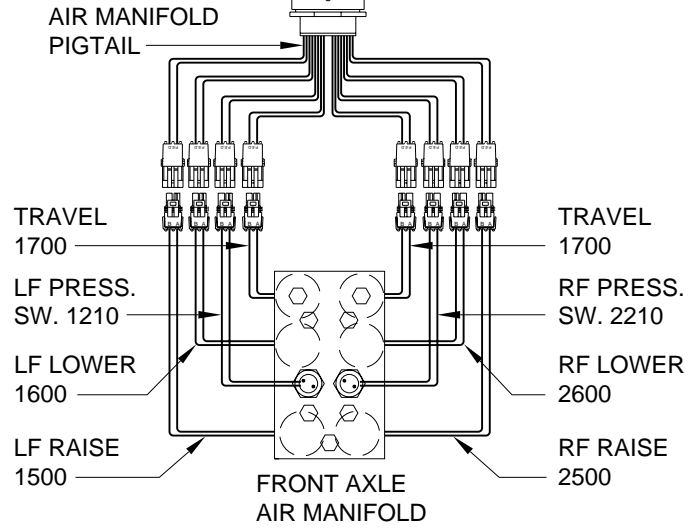 AIR MANIFOLD
PIGTAIL
TRAVEL
1700
LF PRESS.
SW. 1210
LF LOWER
1600
LF RAISE
1500
TRAVEL
1700
RF PRESS.
SW. 2210
RF LOWER
2600
RF RAISE
2500
FRONT AXLE
AIR MANIFOLD